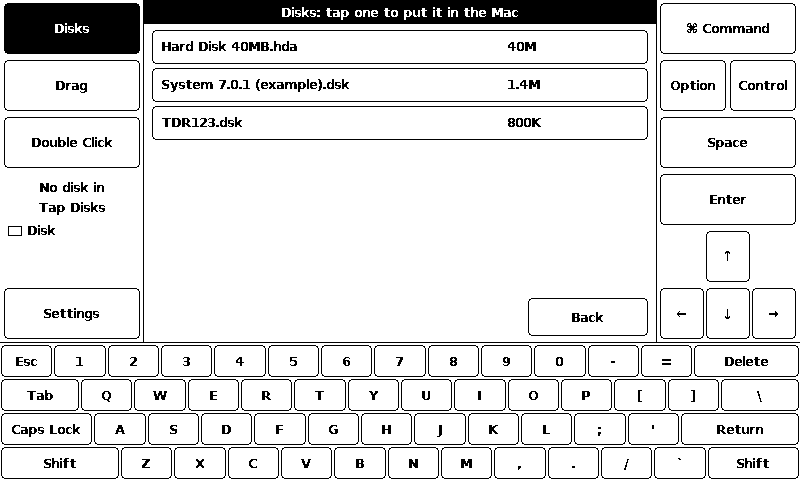 Disks
Disks: tap one to put it in the Mac
⌘ Command
Hard Disk 40MB.hda 40M
Drag
System 7.0.1 (example).dsk 1.4M
Option Control
TDR123.dsk 800K
Double Click
Space
No disk in
Tap Disks
Enter
Disk
↑
Settings
Back
← ↓ →
Esc 1 2 3 4 5 6 7 8 9 0 - = Delete
Tab Q W E R T Y U I O P [ ] \
Caps Lock A S D F G H J K L ; ' Return
Shift Z X C V B N M , . / ` Shift